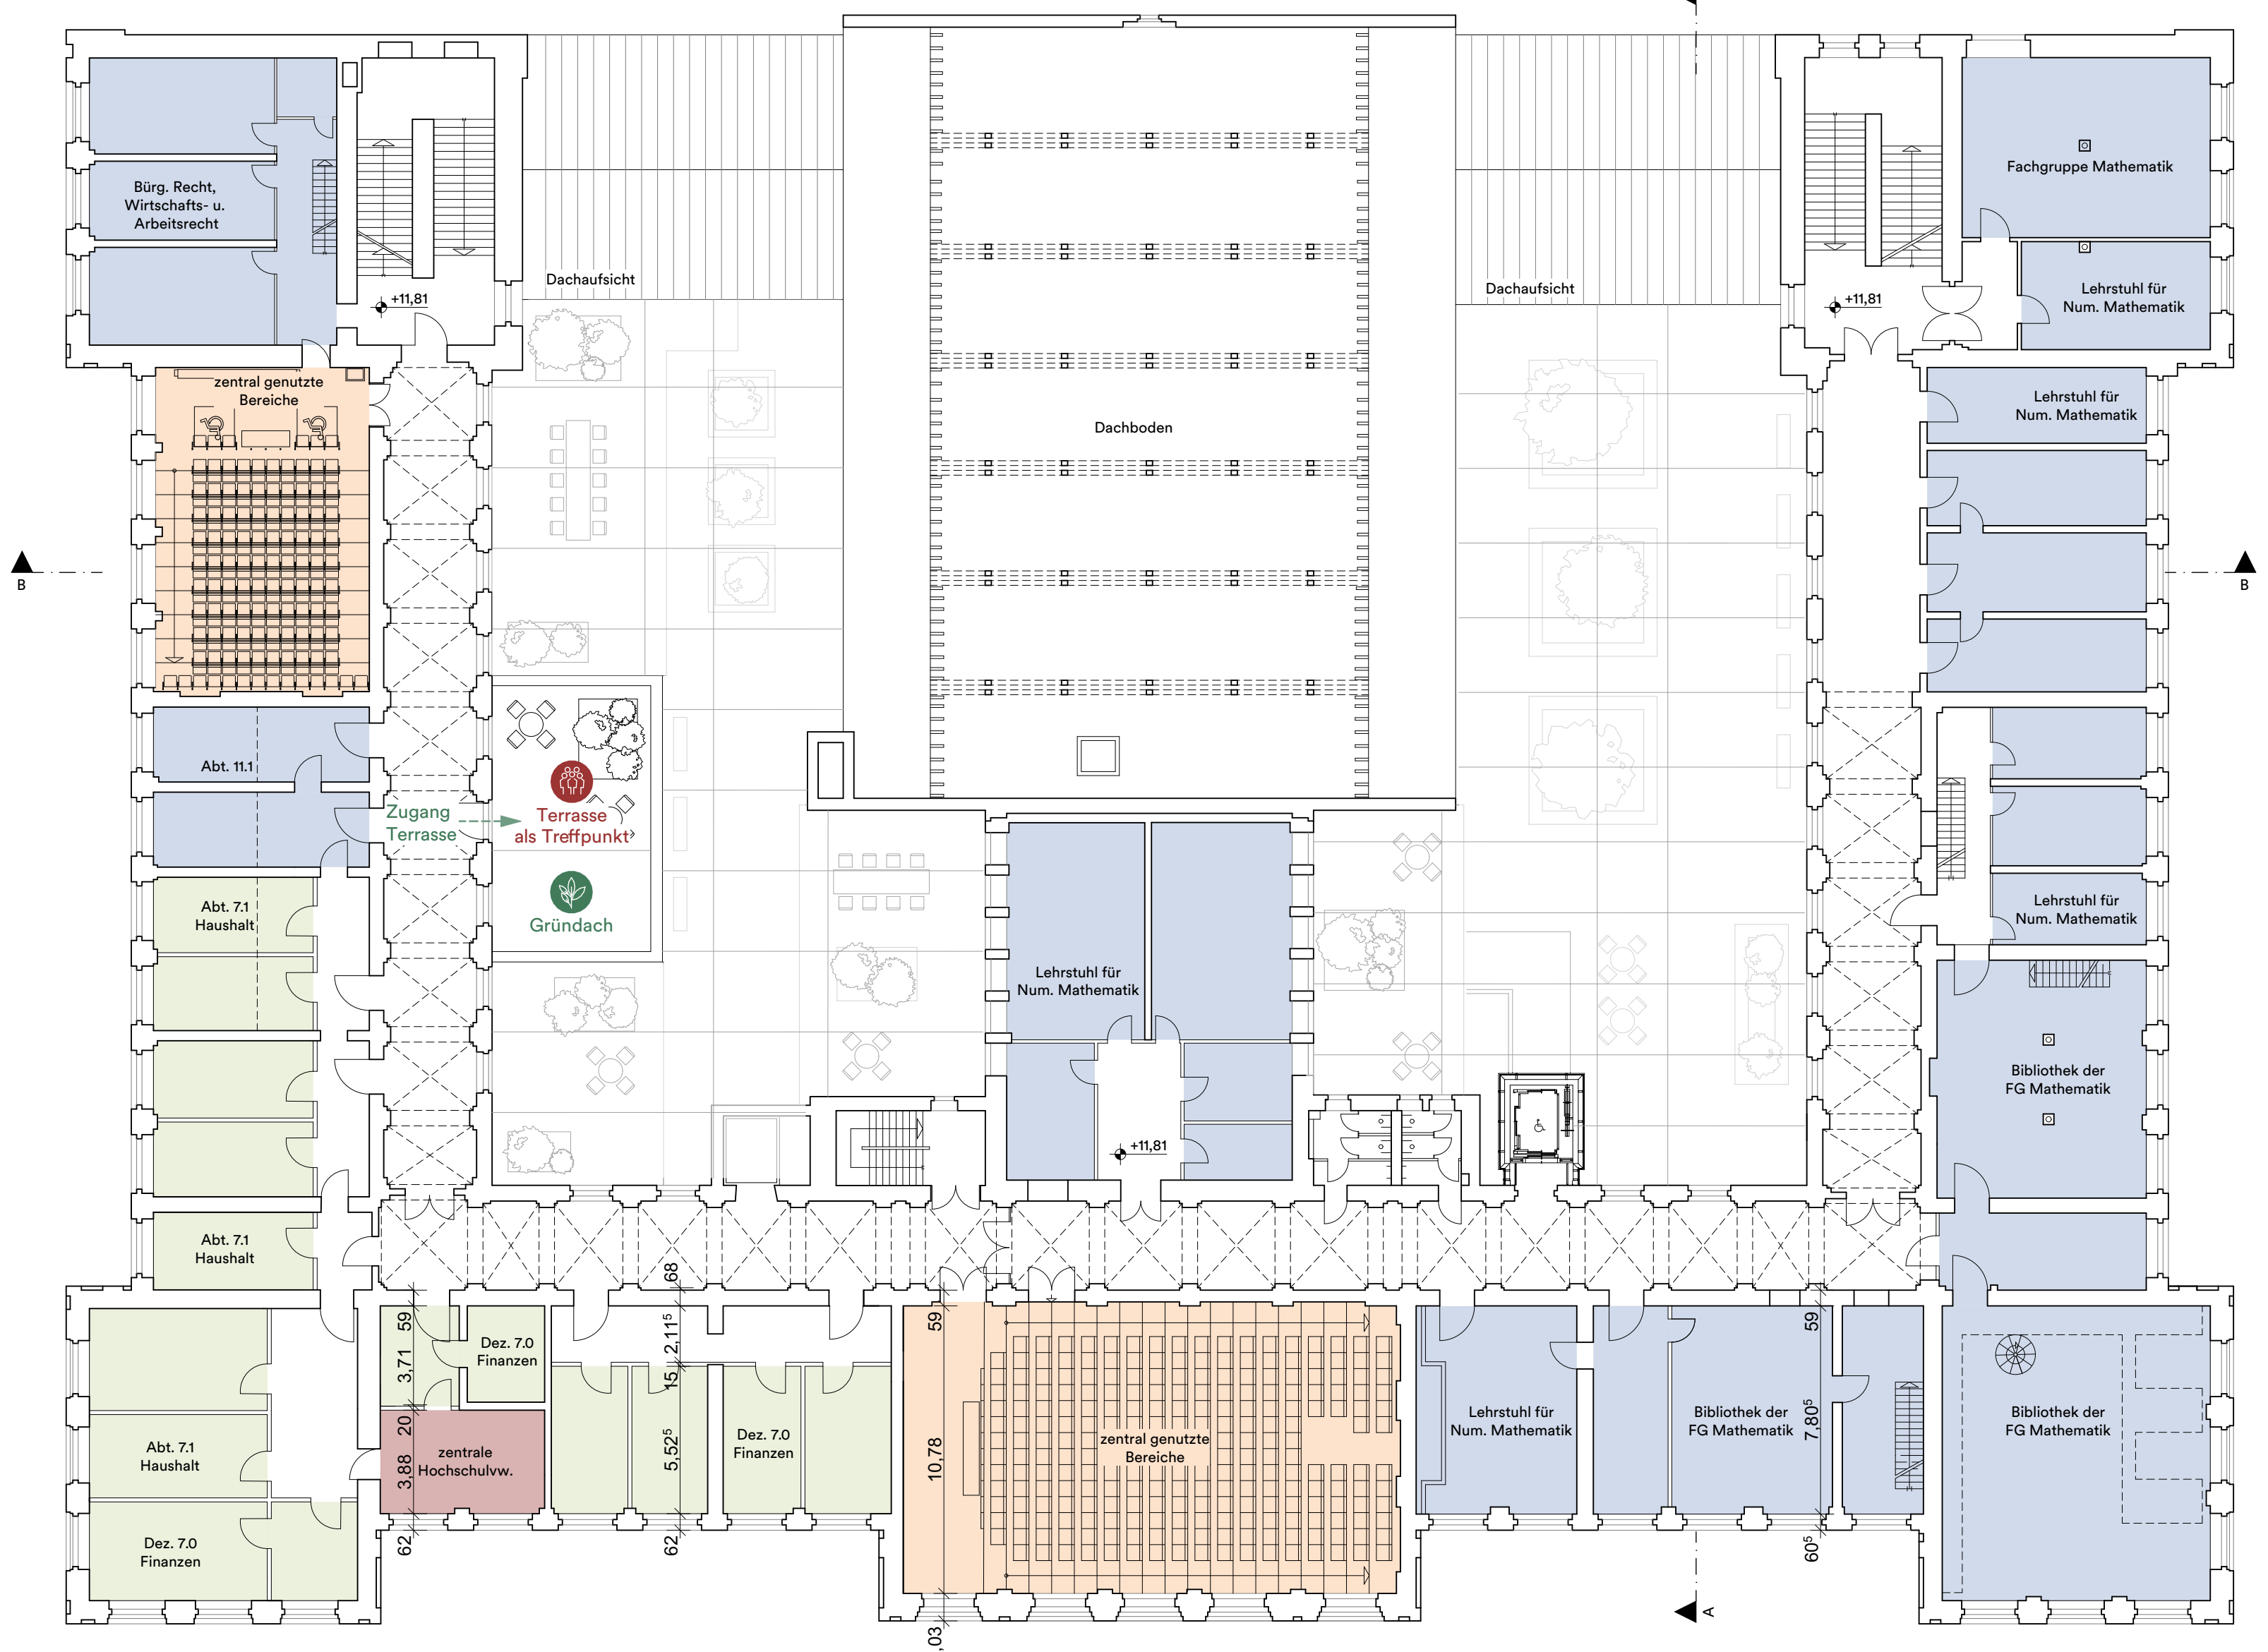 Bürg. Recht,
Wirtschafts- u.
Arbeitsrecht
+11,81
Dachaufsicht
Dachboden
Dachaufsicht
+11,81
Fachgruppe Mathematik
Lehrstuhl für
Num. Mathematik
zentral genutzte
Bereiche
Lehrstuhl für
Num. Mathematik
B
B
Abt. 11.1
Zugang
Terrasse
Terrasse
als Treffpunkt
Gründach
Abt. 7.1
Haushalt
Lehrstuhl für
Num. Mathematik
Lehrstuhl für
Num. Mathematik
Bibliothek der
FG Mathematik
+11,81
Abt. 7.1
Haushalt
Abt. 7.1
Haushalt
Dez. 7.0
Finanzen
Dez. 7.0
Finanzen
zentrale
Hochschulvw.
Dez. 7.0
Finanzen
zentral genutzte
Bereiche
Lehrstuhl für
Num. Mathematik
Bibliothek der
FG Mathematik
Bibliothek der
FG Mathematik
59
3,71
20
3,88
62
68
2,11⁵
15
5,52⁵
62
59
10,78
,03
59
7,80⁵
60⁵
A